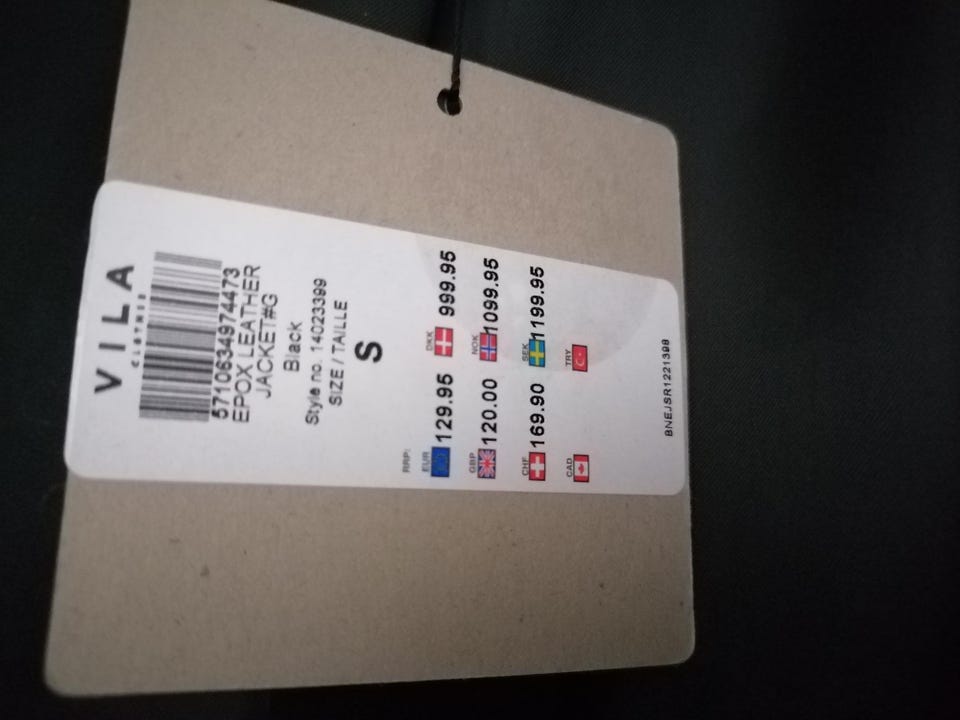 VILA
CLOTHES
5710634974473
EPOX LEATHER
JACKET#G
Black
Style no. 14023399
SIZE / TAILLE
S
RRP:
EUR 129.95 DKK 999.95
GBP 120.00 NOK 1099.95
CHF 169.90 SEK 1199.95
CAD TRY
BNEJSR1221398